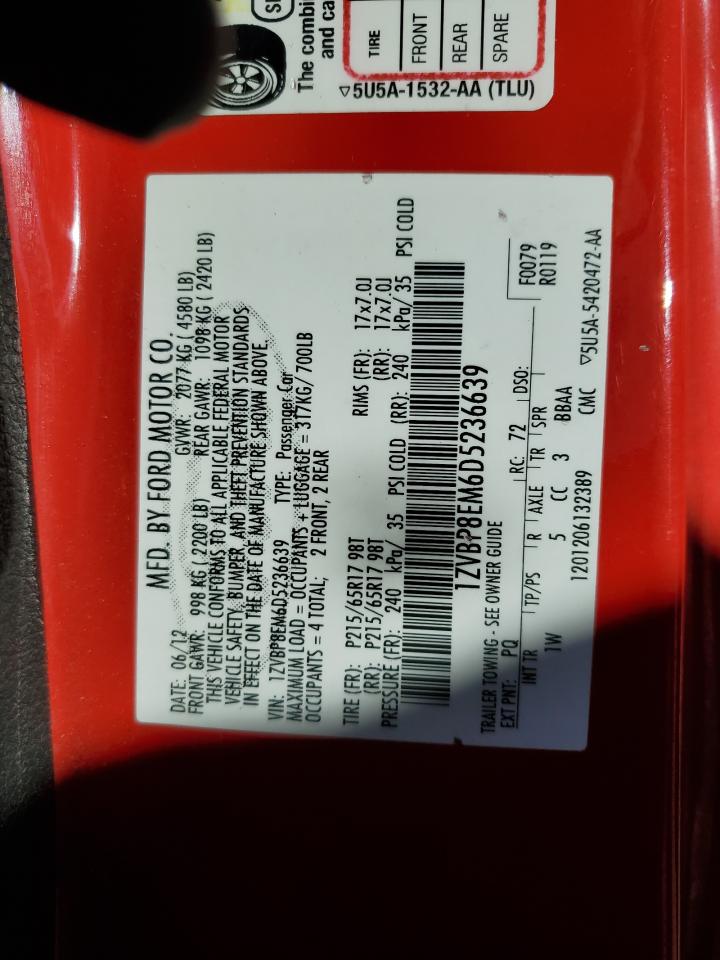 The combi
and ca
TIRE
FRONT
REAR
SPARE
▽5U5A-1532-AA (TLU)
MFD. BY FORD MOTOR CO.
DATE: 06/12 GVWR: 2077 KG ( 4580 LB)
FRONT GAWR: 998 KG ( 2200 LB) REAR GAWR: 1098 KG ( 2420 LB)
THIS VEHICLE CONFORMS TO ALL APPLICABLE FEDERAL MOTOR
VEHICLE SAFETY, BUMPER, AND THEFT PREVENTION STANDARDS
IN EFFECT ON THE DATE OF MANUFACTURE SHOWN ABOVE.
VIN: 1ZVBP8EM6D5236639 TYPE: Passenger Car
MAXIMUM LOAD = OCCUPANTS + LUGGAGE = 317KG/ 700LB
OCCUPANTS = 4 TOTAL; 2 FRONT, 2 REAR
TIRE (FR): P215/65R17 98T RIMS (FR): 17x7.0J
(RR): P215/65R17 98T (RR): 17x7.0J
PRESSURE (FR): 240 kPa/ 35 PSI COLD (RR): 240 kPa/ 35 PSI COLD
1ZVBP8EM6D5236639
TRAILER TOWING - SEE OWNER GUIDE
EXT PNT: PQ RC: 72 DSO: F0079
R0119
INT TR TP/PS R AXLE TR SPR
1W 5 CC 3 BBAA
1201206132389 CMC ▽5U5A-5420472-AA